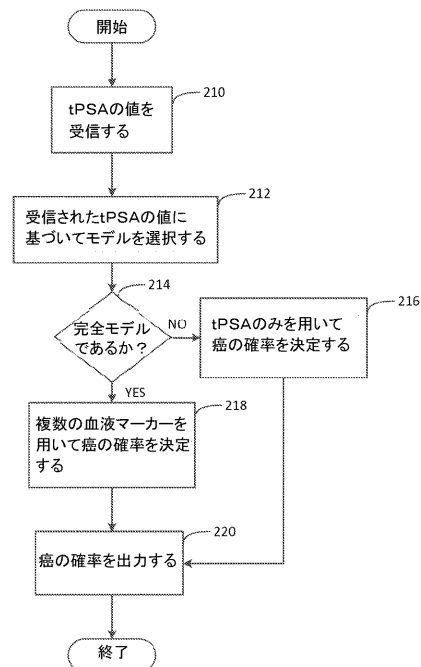 開始
210
tPSAの値を
受信する
212
受信されたtPSAの値に
基づいてモデルを選択する
214
完全モデル
であるか？
NO
216
tPSAのみを用いて
癌の確率を決定する
YES
218
複数の血液マーカーを
用いて癌の確率を決定
する
220
癌の確率を出力する
終了